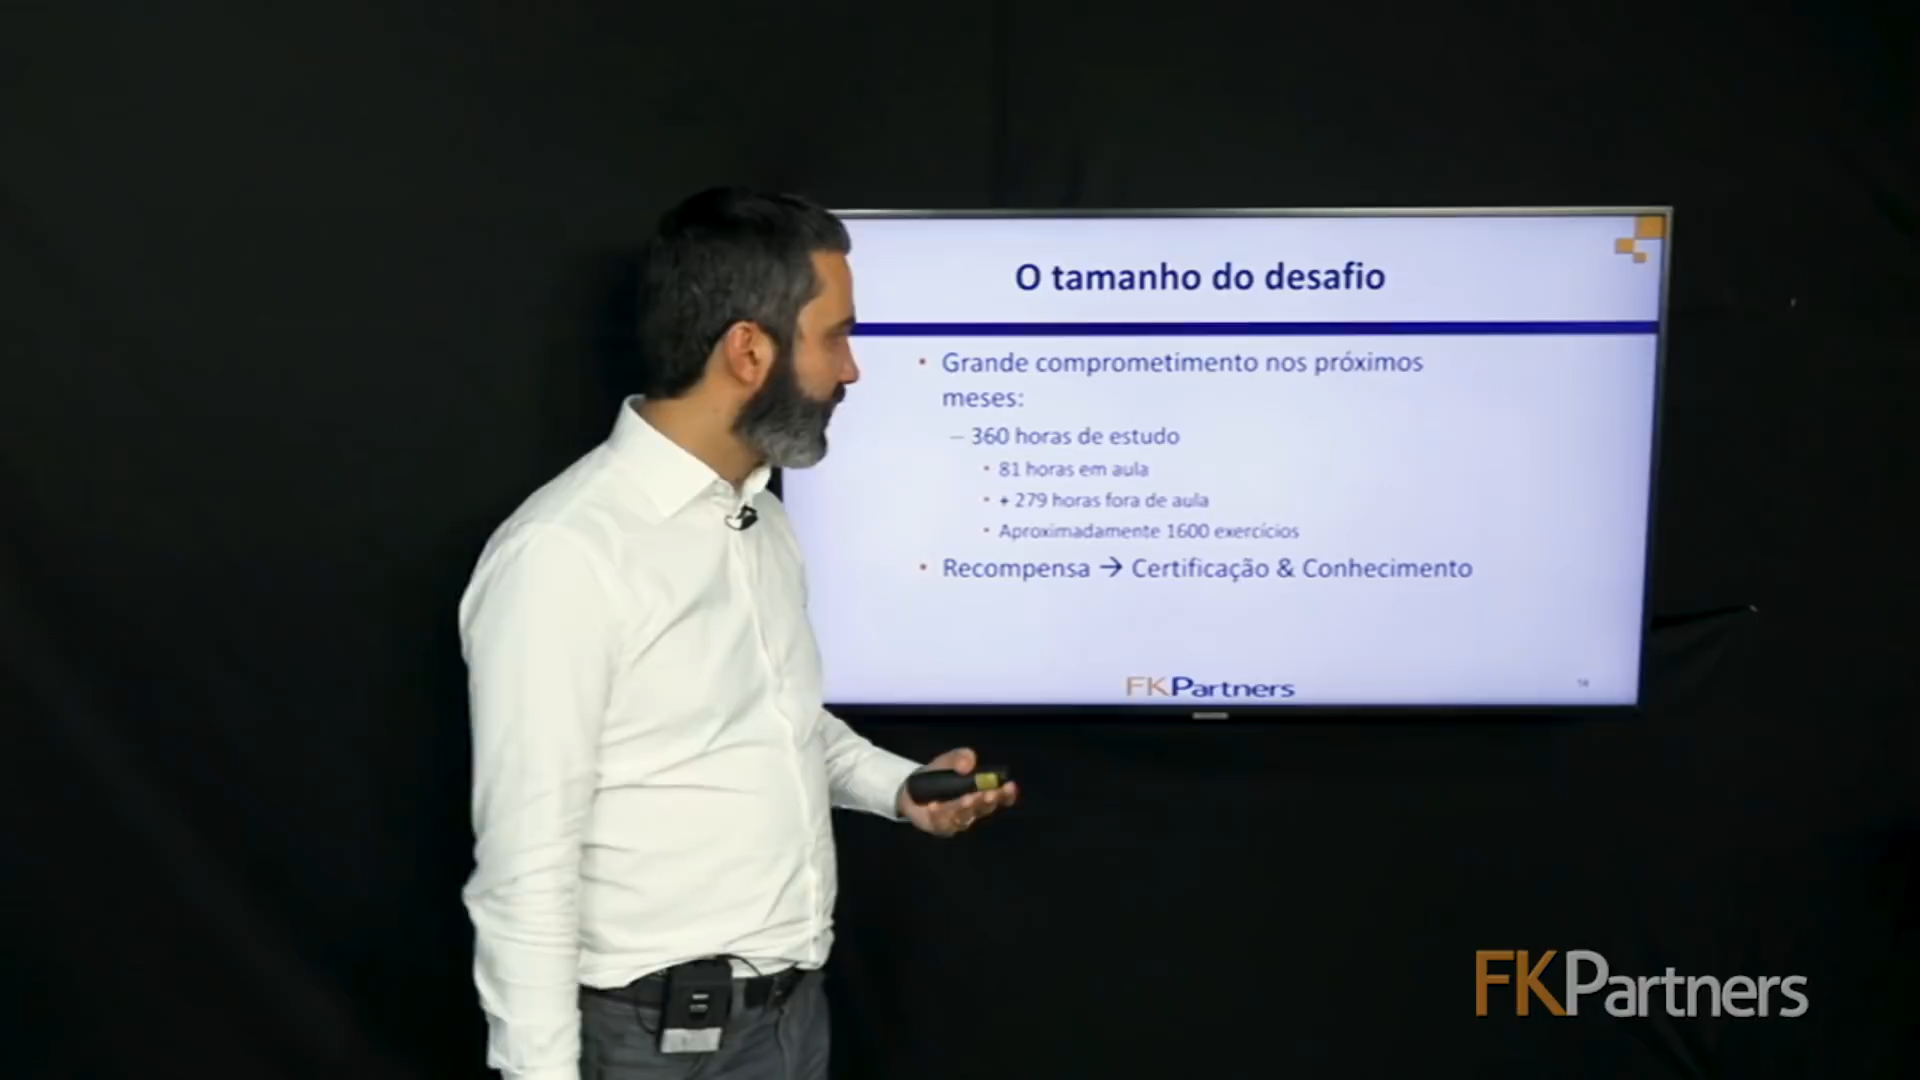 O tamanho do desafio
• Grande comprometimento nos próximos
meses:
– 360 horas de estudo
• 81 horas em aula
• + 279 horas fora de aula
• Aproximadamente 1600 exercícios
• Recompensa → Certificação & Conhecimento
FKPartners
FKPartners